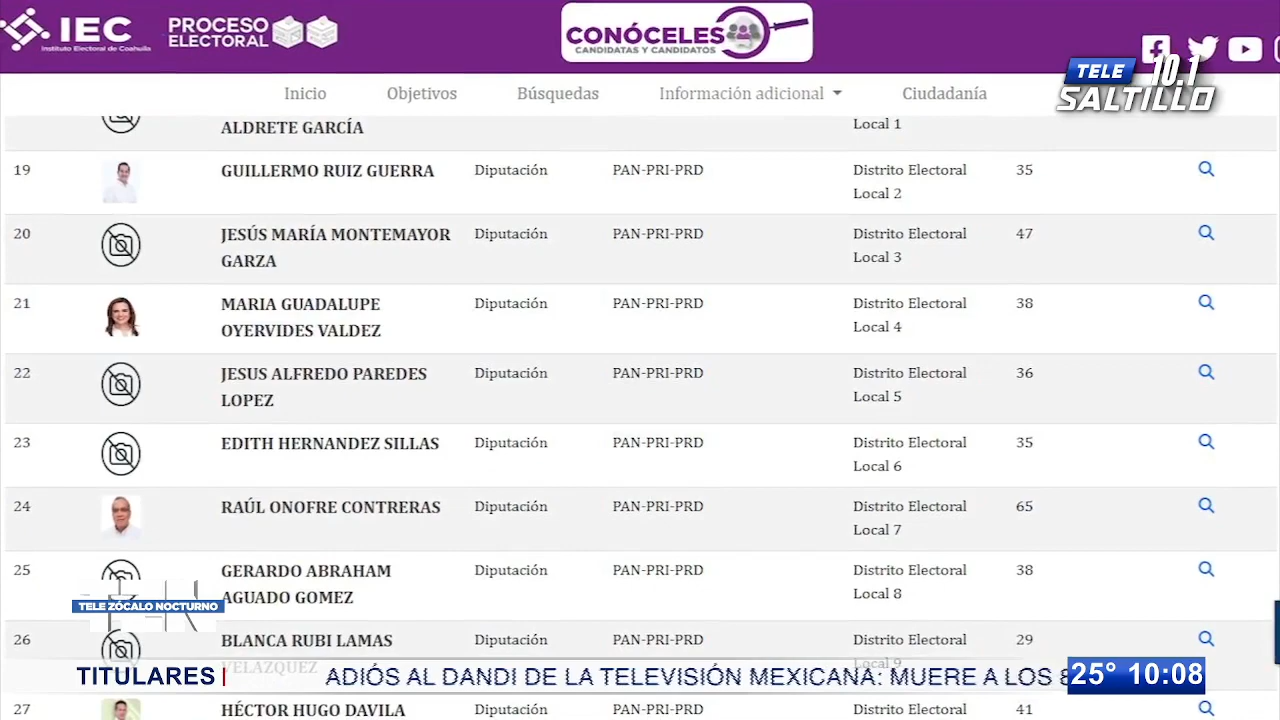 IEC
Instituto Electoral de Coahuila
PROCESO
ELECTORAL
CONÓCELES
CANDIDATAS Y CANDIDATOS
TELE 10.1
SALTILLO
Inicio Objetivos Búsquedas Información adicional Ciudadanía
ALDRETE GARCÍA Local 1
19 GUILLERMO RUIZ GUERRA Diputación PAN-PRI-PRD Distrito Electoral 35
Local 2
20 JESÚS MARÍA MONTEMAYOR Diputación PAN-PRI-PRD Distrito Electoral 47
GARZA Local 3
21 MARIA GUADALUPE Diputación PAN-PRI-PRD Distrito Electoral 38
OYERVIDES VALDEZ Local 4
22 JESUS ALFREDO PAREDES Diputación PAN-PRI-PRD Distrito Electoral 36
LOPEZ Local 5
23 EDITH HERNANDEZ SILLAS Diputación PAN-PRI-PRD Distrito Electoral 35
Local 6
24 RAÚL ONOFRE CONTRERAS Diputación PAN-PRI-PRD Distrito Electoral 65
Local 7
25 GERARDO ABRAHAM Diputación PAN-PRI-PRD Distrito Electoral 38
AGUADO GOMEZ Local 8
TELE ZÓCALO NOCTURNO
26 BLANCA RUBI LAMAS Diputación PAN-PRI-PRD Distrito Electoral 29
VELAZQUEZ Local 9
TITULARES ADIÓS AL DANDI DE LA TELEVISIÓN MEXICANA: MUERE A LOS 8
25° 10:08
27 HÉCTOR HUGO DAVILA Diputación PAN-PRI-PRD Distrito Electoral 41